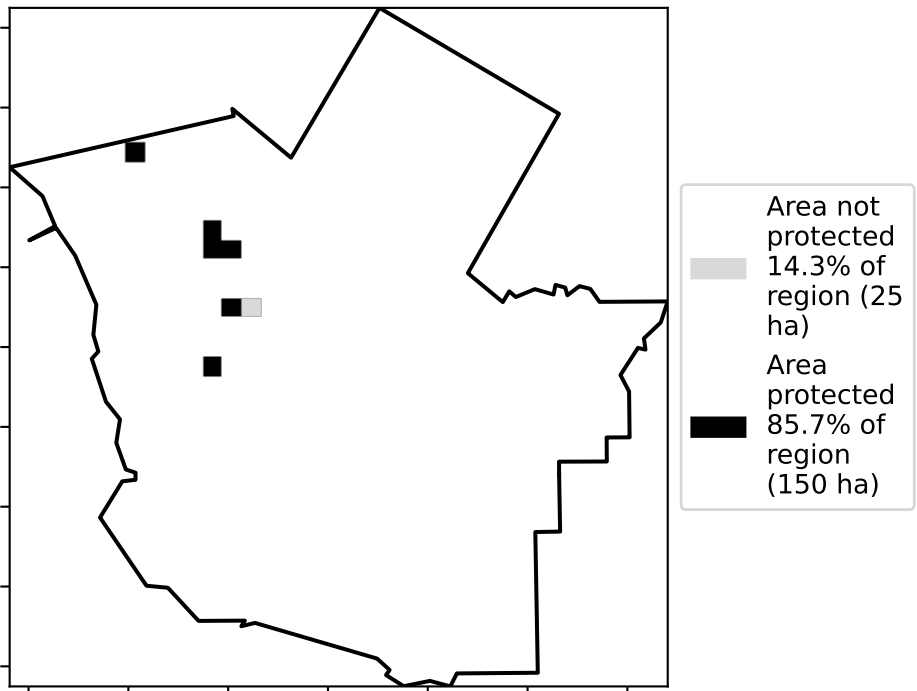 Area not
protected
14.3% of
region (25
ha)
Area
protected
85.7% of
region
(150 ha)